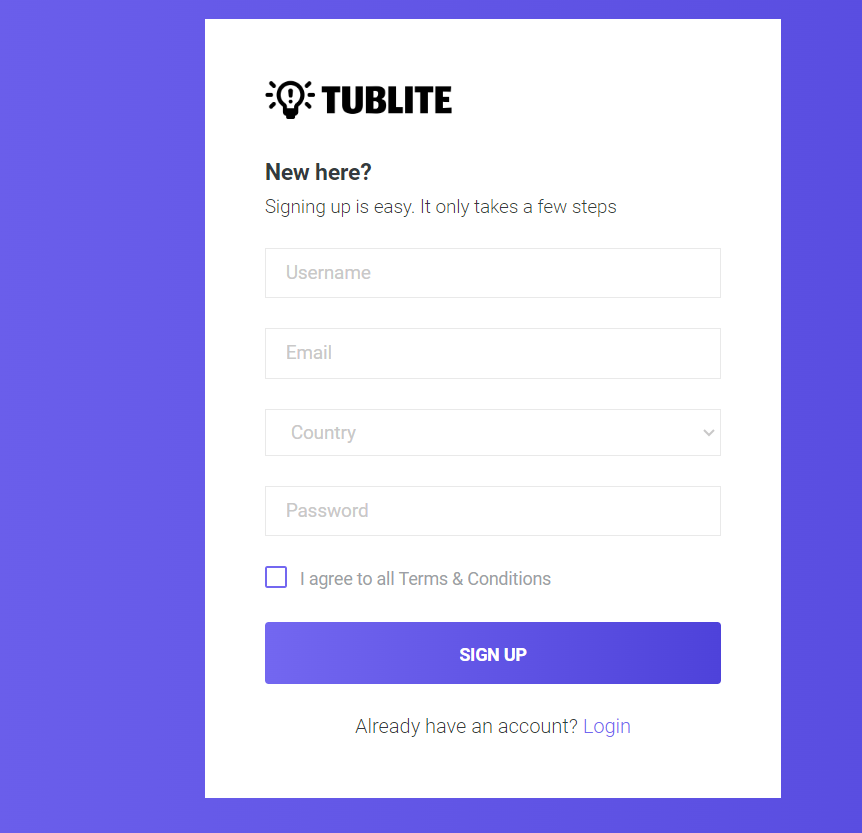 TUBLITE
New here?
Signing up is easy. It only takes a few steps
Username
Email
Country
Password
I agree to all Terms & Conditions
SIGN UP
Already have an account? Login